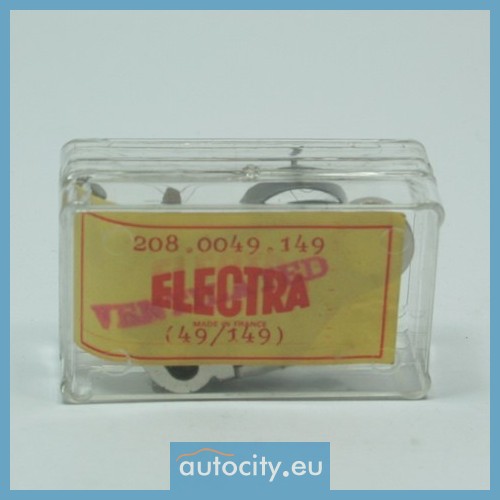 208.0049.149
ELECTRA
MADE IN FRANCE
(49/149)
autocity.eu